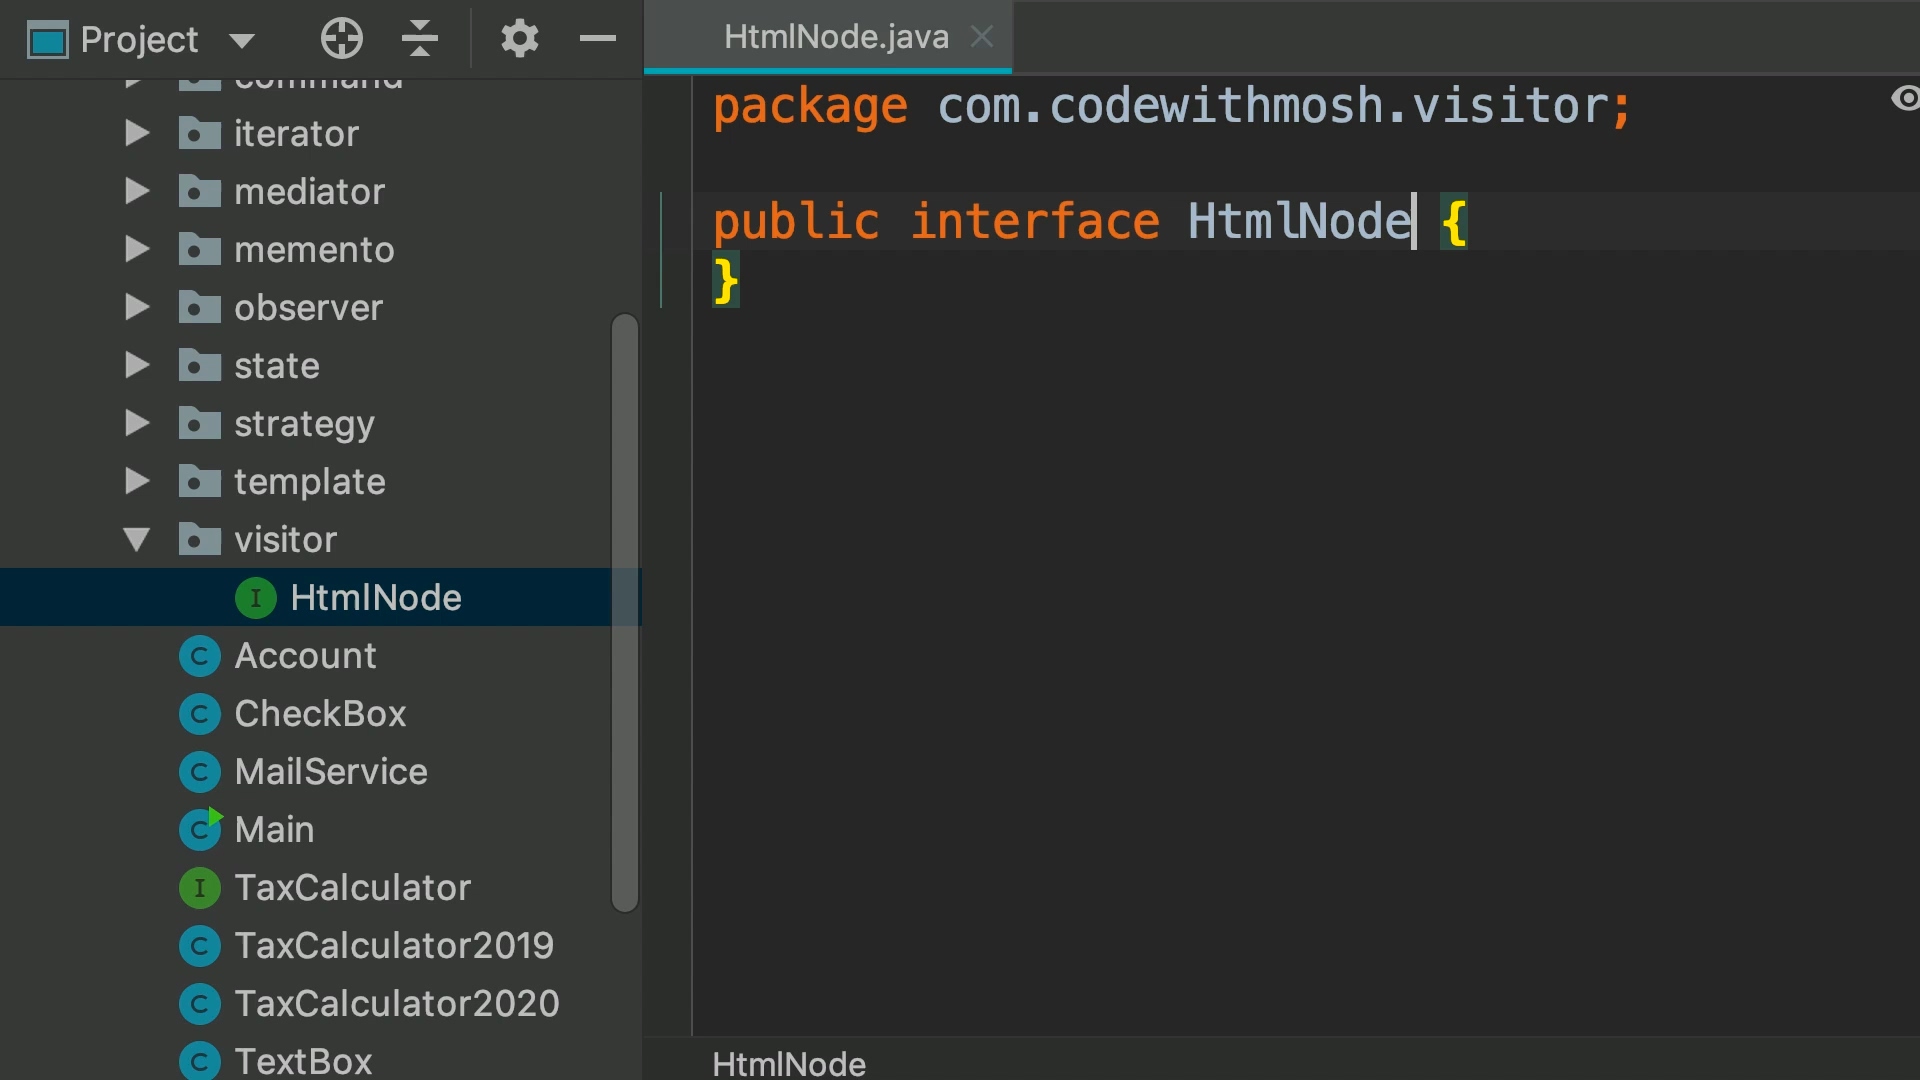 Project
HtmlNode.java
command
iterator
mediator
memento
observer
state
strategy
template
visitor
I HtmlNode
C Account
C CheckBox
C MailService
C Main
I TaxCalculator
C TaxCalculator2019
C TaxCalculator2020
C TextBox
package com.codewithmosh.visitor;
public interface HtmlNode {
}
HtmlNode